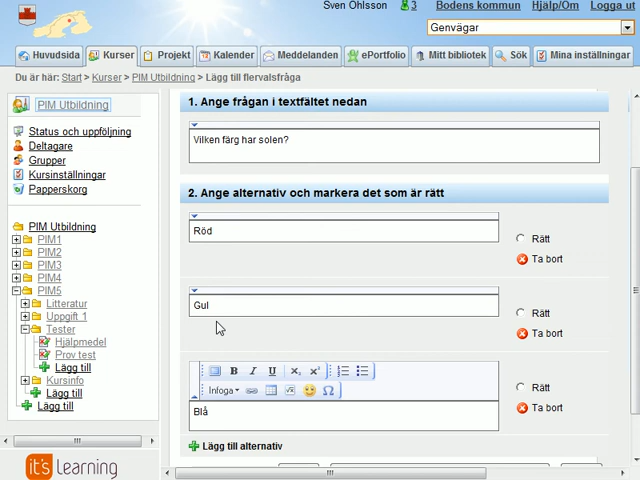 Sven Ohlsson 3 Bodens kommun Hjälp/Om Logga ut
Genvägar
Huvudsida Kurser Projekt Kalender Meddelanden ePortfolio Mitt bibliotek Sök Mina inställningar
Du är här: Start > Kurser > PIM Utbildning > Lägg till flervalsfråga
PIM Utbildning
Status och uppföljning
Deltagare
Grupper
Kursinställningar
Papperskorg
PIM Utbildning
PIM1
PIM2
PIM3
PIM4
PIM5
Litteratur
Uppgift 1
Tester
Hjälpmedel
Prov test
Lägg till
Kursinfo
Lägg till
Lägg till
it's learning
1. Ange frågan i textfältet nedan
Vilken färg har solen?
2. Ange alternativ och markera det som är rätt
Röd
Rätt
Ta bort
Gul
Rätt
Ta bort
B I U x₂ x²
Infoga Ω
Blå
Rätt
Ta bort
Lägg till alternativ